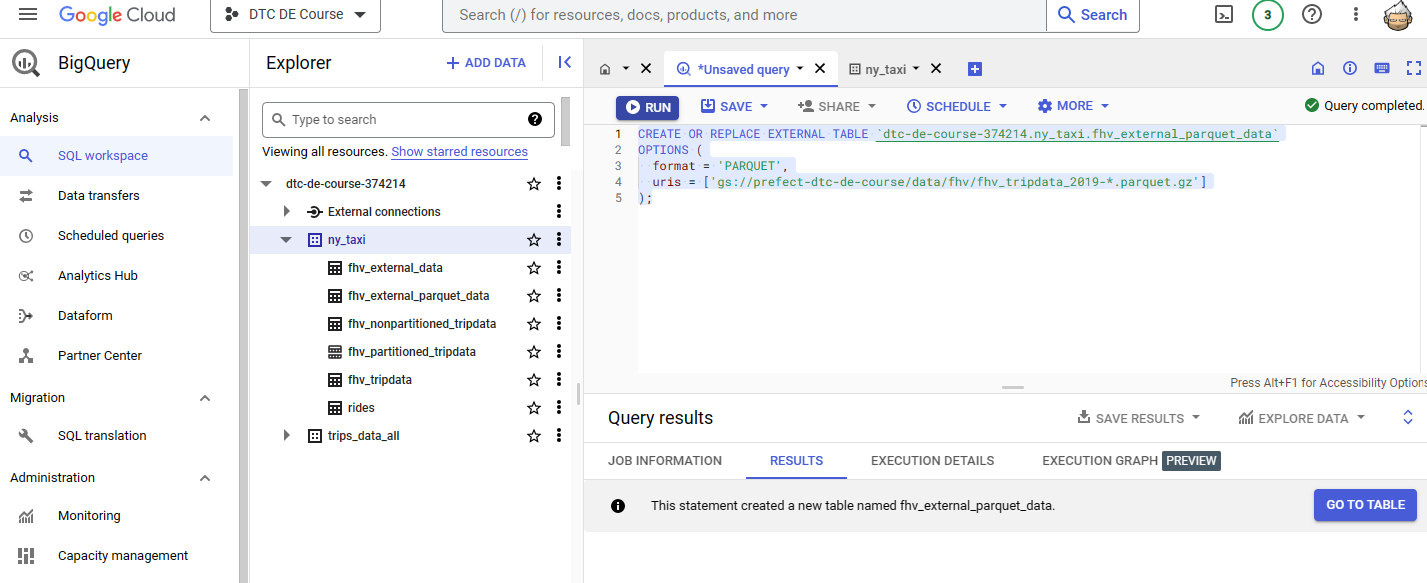 Google Cloud
DTC DE Course
Search (/) for resources, docs, products, and more
Search
3
BigQuery
Explorer
+ ADD DATA
*Unsaved query
ny_taxi
Analysis
SQL workspace
Data transfers
Scheduled queries
Analytics Hub
Dataform
Partner Center
Migration
SQL translation
Administration
Monitoring
Capacity management
Type to search
Viewing all resources. Show starred resources
dtc-de-course-374214
External connections
ny_taxi
fhv_external_data
fhv_external_parquet_data
fhv_nonpartitioned_tripdata
fhv_partitioned_tripdata
fhv_tripdata
rides
trips_data_all
RUN
SAVE
SHARE
SCHEDULE
MORE
Query completed.
1 CREATE OR REPLACE EXTERNAL TABLE `dtc-de-course-374214.ny_taxi.fhv_external_parquet_data`
2 OPTIONS (
3 format = 'PARQUET',
4 uris = ['gs://prefect-dtc-de-course/data/fhv/fhv_tripdata_2019-*.parquet.gz']
5 );
Press Alt+F1 for Accessibility Option
Query results
SAVE RESULTS
EXPLORE DATA
JOB INFORMATION
RESULTS
EXECUTION DETAILS
EXECUTION GRAPH PREVIEW
This statement created a new table named fhv_external_parquet_data.
GO TO TABLE